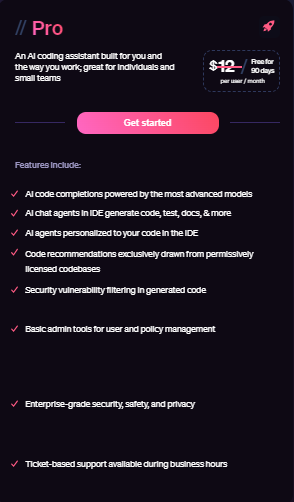 // Pro
An AI coding assistant built for you and
the way you work; great for individuals and
small teams
$12 / Free for
90 days
per user / month
Get started
Features include:
AI code completions powered by the most advanced models
AI chat agents in IDE generate code, test, docs, & more
AI agents personalized to your code in the IDE
Code recommendations exclusively drawn from permissively
licensed codebases
Security vulnerability filtering in generated code
Basic admin tools for user and policy management
Enterprise-grade security, safety, and privacy
Ticket-based support available during business hours